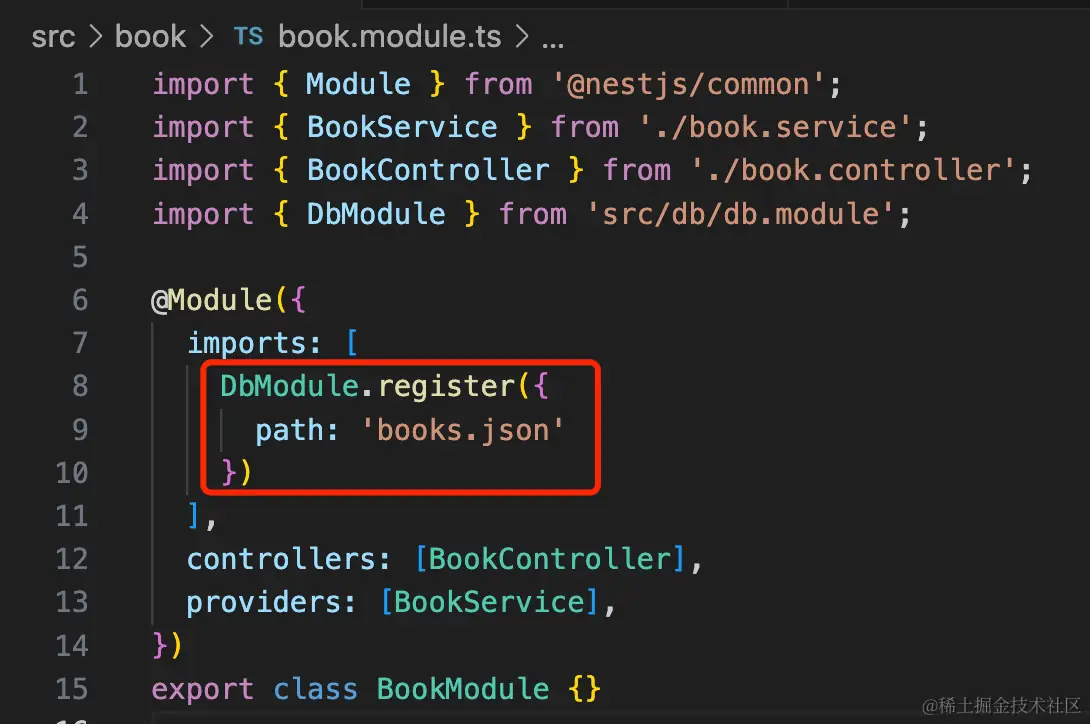 src > book > TS book.module.ts > ...
1 import { Module } from '@nestjs/common';
2 import { BookService } from './book.service';
3 import { BookController } from './book.controller';
4 import { DbModule } from 'src/db/db.module';
5
6 @Module({
7   imports: [
8     DbModule.register({
9       path: 'books.json'
10     })
11   ],
12   controllers: [BookController],
13   providers: [BookService],
14 })
15 export class BookModule {}
16
@稀土掘金技术社区